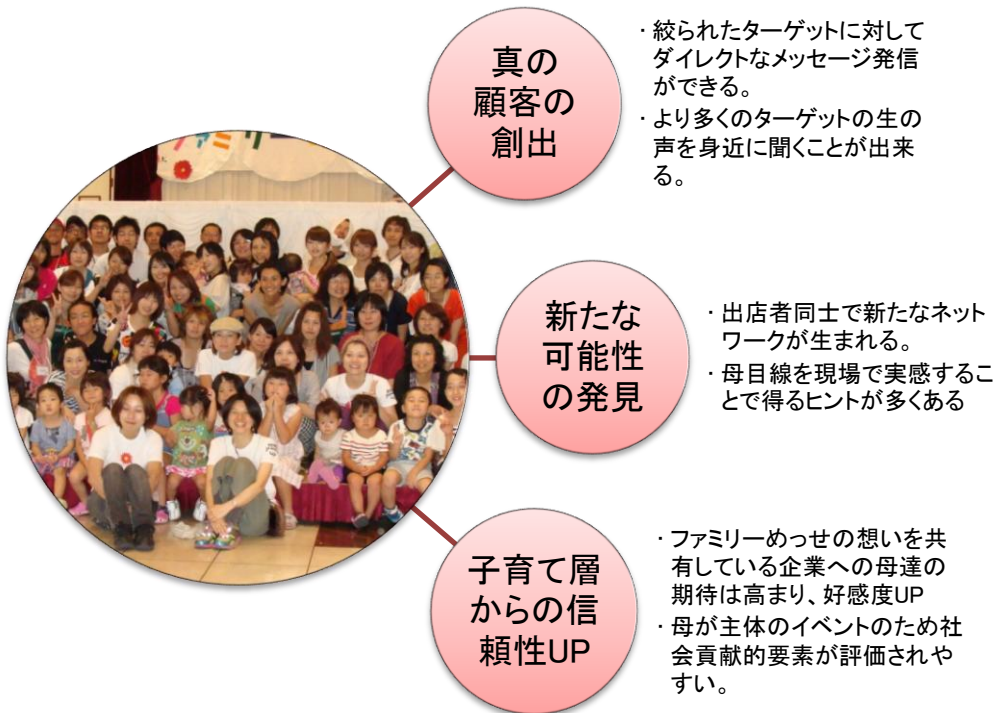 真の
顧客の
創出
・絞られたターゲットに対して
ダイレクトなメッセージ発信
ができる。
・より多くのターゲットの生の
声を身近に聞くことが出来
る。
新たな
可能性
の発見
・出店者同士で新たなネット
ワークが生まれる。
・母目線を現場で実感するこ
とで得るヒントが多くある
子育て層
からの信
頼性UP
・ファミリーめっせの想いを共
有している企業への母達の
期待は高まり、好感度UP
・母が主体のイベントのため社
会貢献的要素が評価されや
すい。